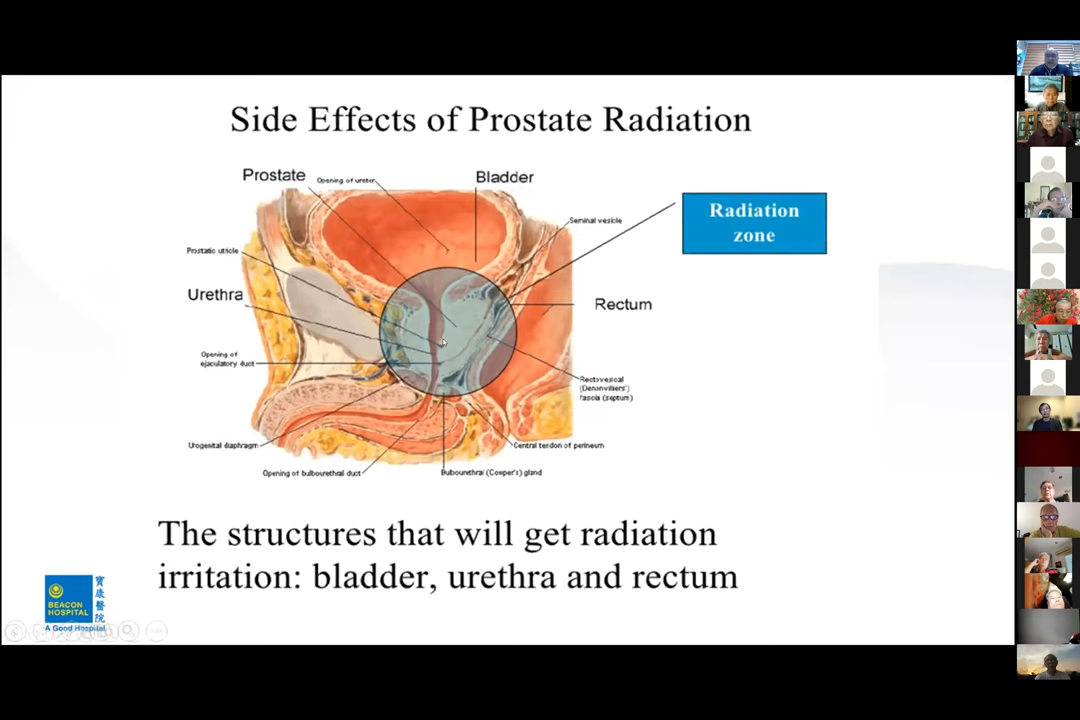 Side Effects of Prostate Radiation
Prostate
Opening of ureter
Bladder
Radiation
zone
Seminal vesicle
Prostatic utricle
Urethra
Rectum
Opening of
ejaculatory duct
Rectovesical
(Denonvilliers')
fascia (septum)
Urogenital diaphragm
Central tendon of perineum
Opening of bulbourethral duct
Bulbourethral (Cowper's) gland
The structures that will get radiation
irritation: bladder, urethra and rectum
BEACON
HOSPITAL
寶康醫院
A Good Hospital